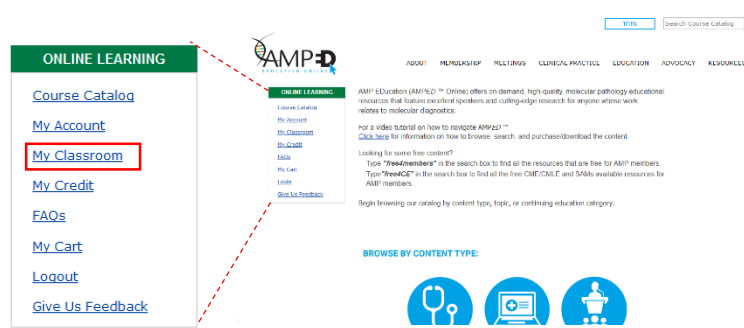 ONLINE LEARNING
Course Catalog
My Account
My Classroom
My Credit
FAQs
My Cart
Logout
Give Us Feedback
JOIN
Search Course Catalog
AMPED
EDUCATION ONLINE
ABOUT MEMBERSHIP MEETINGS CLINICAL PRACTICE EDUCATION ADVOCACY RESOURCES
ONLINE LEARNING
Course Catalog
My Account
My Classroom
My Credit
FAQs
My Cart
Login
Give Us Feedback
AMP EDucation (AMPED ™ Online) offers on-demand, high-quality, molecular pathology educational
resources that feature excellent speakers and cutting-edge research for anyone whose work
relates to molecular diagnostics.
For a video tutorial on how to navigate AMPED ™
Click here for information on how to browse, search, and purchase/download the content.
Looking for some free content?
Type "free4members" in the search box to find all the resources that are free for AMP members.
Type"free4CE" in the search box to find all the free CME/CMLE and SAMs available resources for
AMP members.
Begin browsing our catalog by content type, topic, or continuing education category.
BROWSE BY CONTENT TYPE: